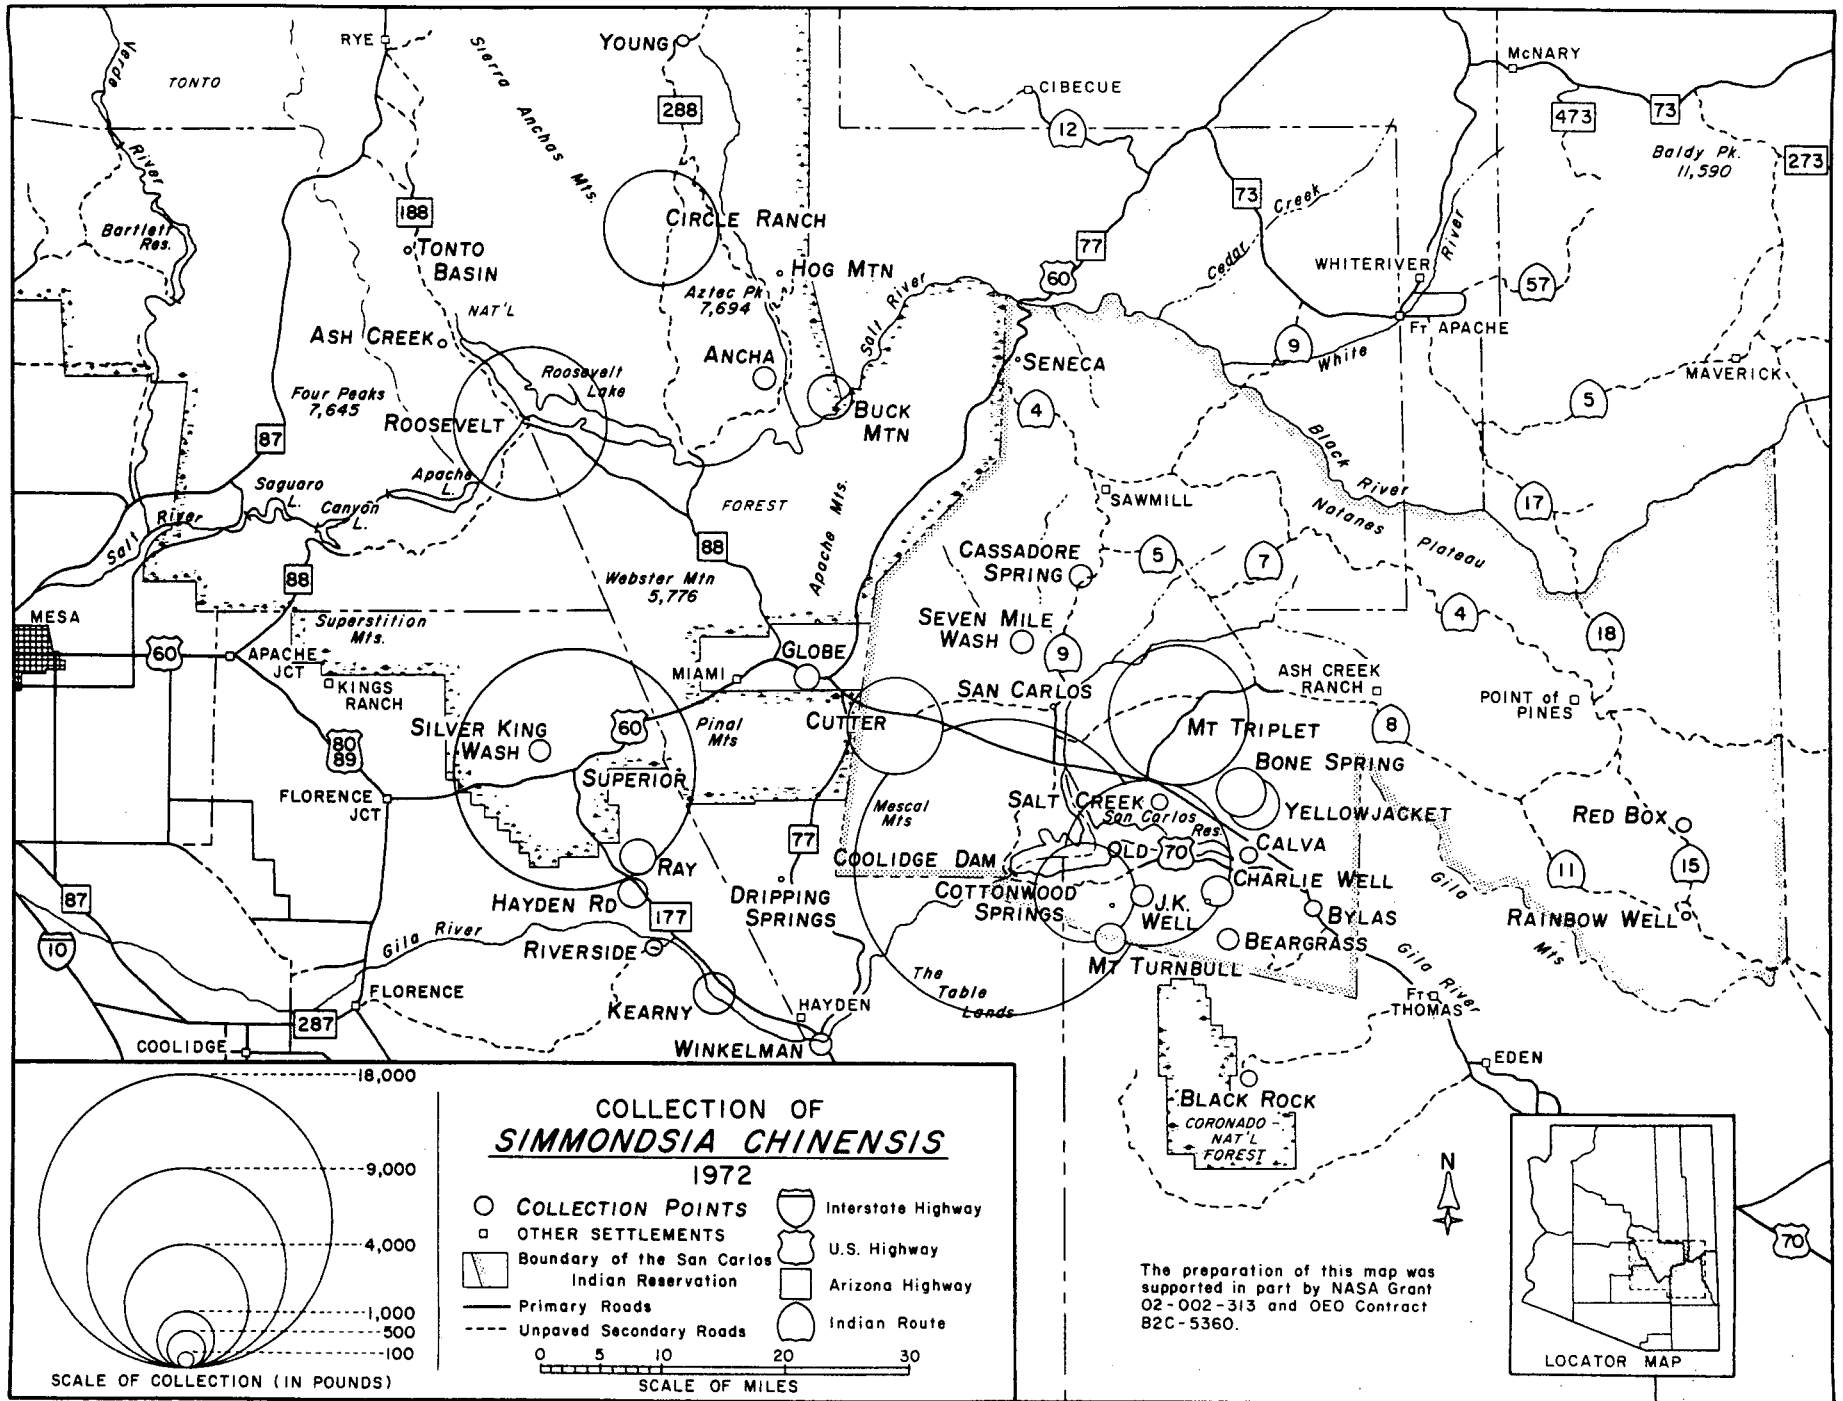 RYE
YOUNG
McNARY
Verde
River
TONTO
Sierra Anchas Mts.
288
CIBECUE
12
473
73
Baldy Pk.
11,590
273
Bartlett
Res.
188
TONTO
BASIN
CIRCLE RANCH
HOG MTN
Aztec Pk
7,694
Salt River
77
60
73
Cedar Creek
WHITERIVER
River
57
FT APACHE
9
White
NAT'L
ASH CREEK
Four Peaks
7,645
ROOSEVELT
Roosevelt
Lake
ANCHA
BUCK
MTN
SENECA
4
MAVERICK
5
87
Saguaro
L.
Canyon
L.
Apache
L.
FOREST
Apache Mts.
Black River
Natanes Plateau
SAWMILL
17
Salt River
88
88
Webster Mtn
5,776
CASSADORE
SPRING
5
7
4
18
SEVEN MILE
WASH
9
MESA
60
APACHE
JCT
Superstition
Mts.
KINGS
RANCH
MIAMI
GLOBE
SAN CARLOS
ASH CREEK
RANCH
POINT of
PINES
80
89
SILVER KING
WASH
60
Pinal
Mts
CUTTER
MT TRIPLET
8
SUPERIOR
BONE SPRING
FLORENCE
JCT
Mescal
Mts
SALT CREEK
San Carlos
Res.
YELLOWJACKET
RED BOX
77
OLD-70
CALVA
COOLIDGE DAM
RAY
CHARLIE WELL
Gila
Mts
11
15
87
HAYDEN RD
177
DRIPPING
SPRINGS
COTTONWOOD
SPRINGS
J.K.
WELL
BYLAS
RAINBOW WELL
10
Gila River
RIVERSIDE
BEARGRASS
MT TURNBULL
Gila River
The
Table
Lands
FLORENCE
KEARNY
HAYDEN
FT
THOMAS
287
COOLIDGE
WINKELMAN
EDEN
BLACK ROCK
CORONADO
NAT'L
FOREST
18,000
9,000
4,000
1,000
500
100
SCALE OF COLLECTION (IN POUNDS)
COLLECTION OF
SIMMONDSIA CHINENSIS
1972
COLLECTION POINTS
OTHER SETTLEMENTS
Boundary of the San Carlos
Indian Reservation
Primary Roads
Unpaved Secondary Roads
Interstate Highway
U.S. Highway
Arizona Highway
Indian Route
0 5 10 20 30
SCALE OF MILES
N
The preparation of this map was
supported in part by NASA Grant
02-002-313 and OEO Contract
B2C-5360.
LOCATOR MAP
70